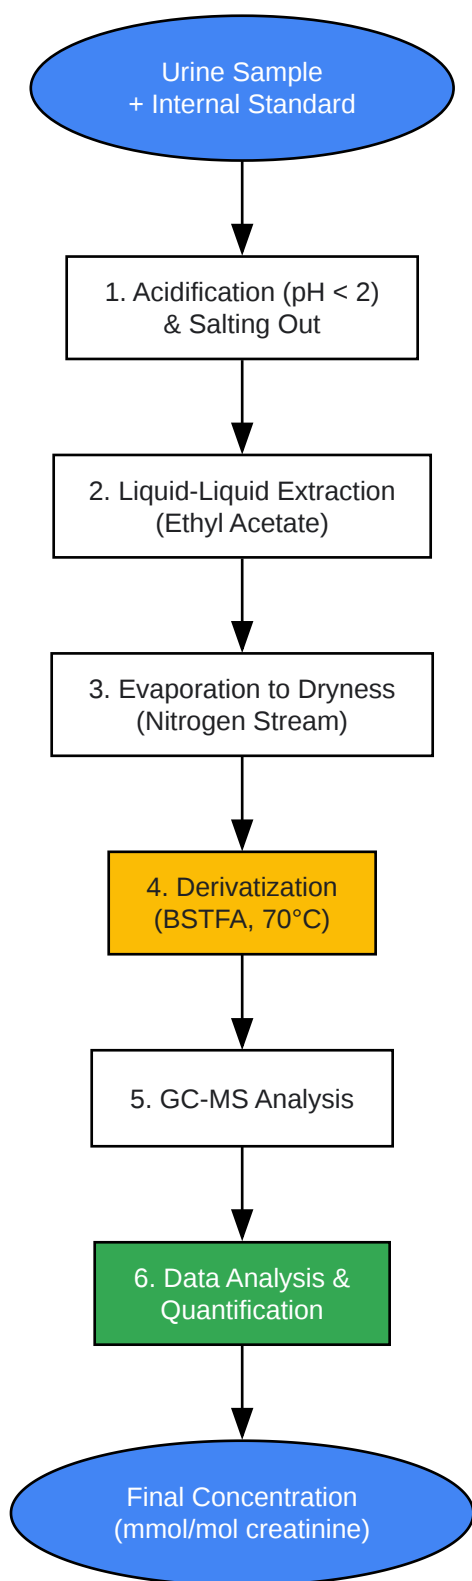 Urine Sample
+ Internal Standard
1. Acidification (pH < 2)
& Salting Out
2. Liquid-Liquid Extraction
(Ethyl Acetate)
3. Evaporation to Dryness
(Nitrogen Stream)
4. Derivatization
(BSTFA, 70°C)
5. GC-MS Analysis
6. Data Analysis &
Quantification
Final Concentration
(mmol/mol creatinine)